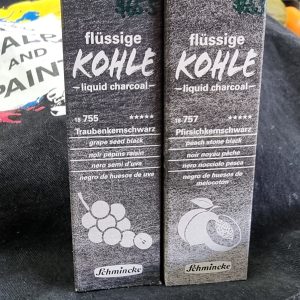 ALP
AND
PAINT
flüssige
KOHLE
liquid charcoal
18 755 *****
Traubenkernschwarz
grape seed black
noir pépins raisin
nero semi d'uva
negro de huesos de uva
Schmincke
flüssige
KOHLE
liquid charcoal
18 757 *****
Pfirsichkernschwarz
peach stone black
noir noyau pêche
nero nocciolo pesca
negro de huesos de
melocotón
Schmincke